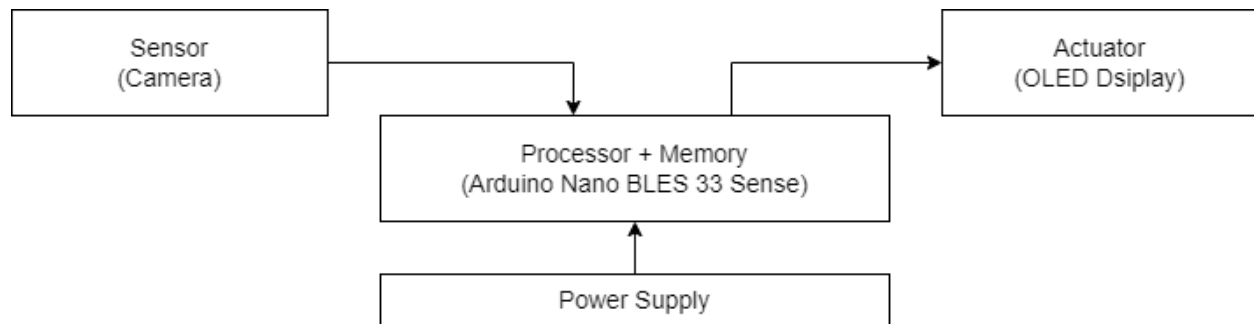 Sensor
(Camera)
Actuator
(OLED Dsiplay)
Processor + Memory
(Arduino Nano BLES 33 Sense)
Power Supply